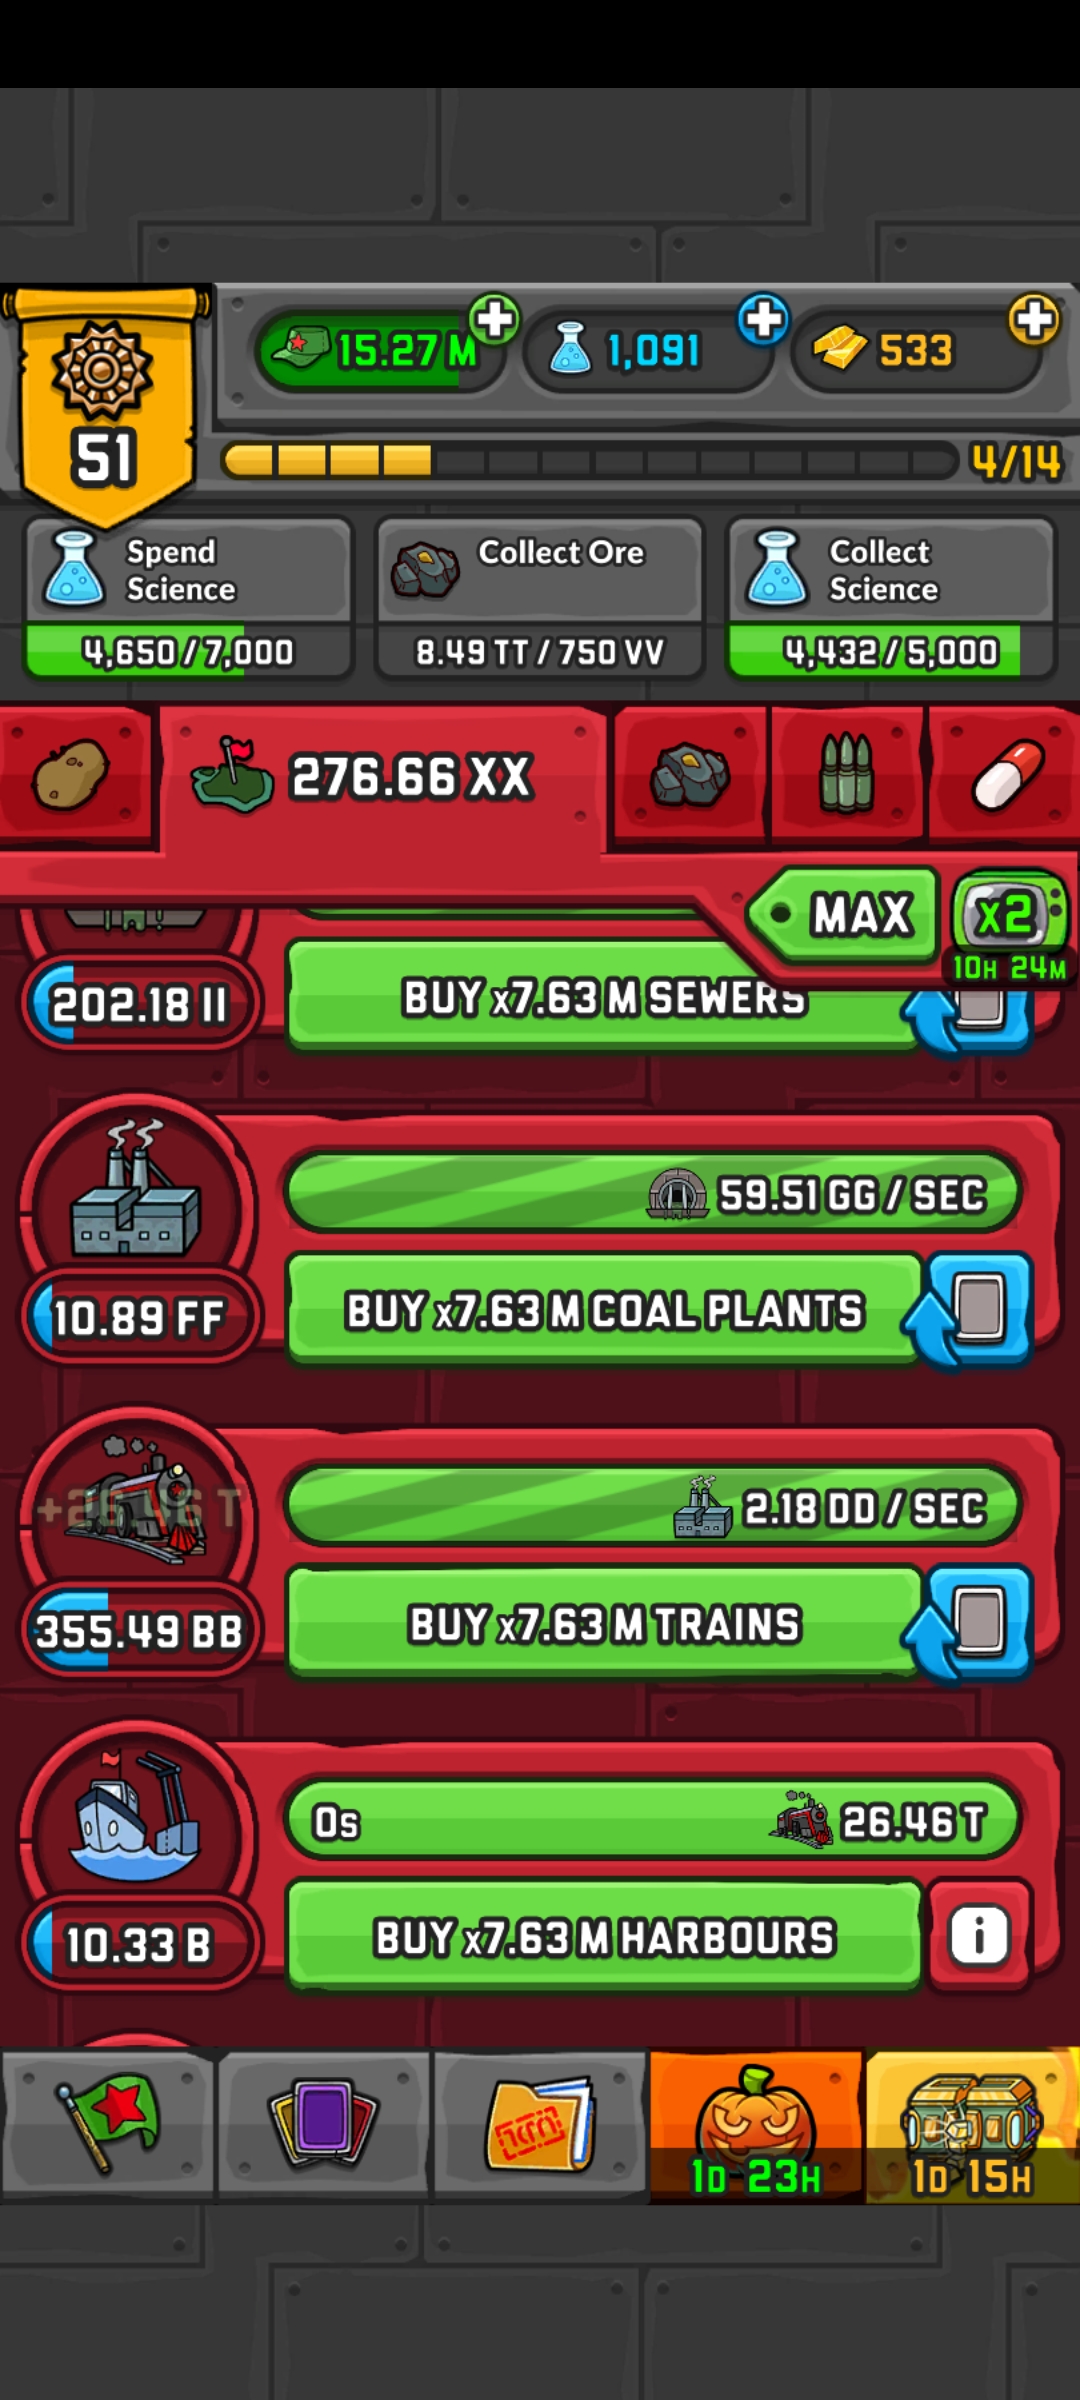 15.27 M
1,091
533
51
4/14
Spend
Science
4,650/7,000
Collect Ore
8.49 TT / 750 VV
Collect
Science
4,432/5,000
276.66 XX
MAX
x2
10H 24M
202.18 II
BUY x7.63 M SEWERS
59.51 GG / SEC
10.89 FF
BUY x7.63 M COAL PLANTS
+26.46 T
2.18 DD / SEC
355.49 BB
BUY x7.63 M TRAINS
0s
26.46 T
10.33 B
BUY x7.63 M HARBOURS
i
1D 23H
1D 15H